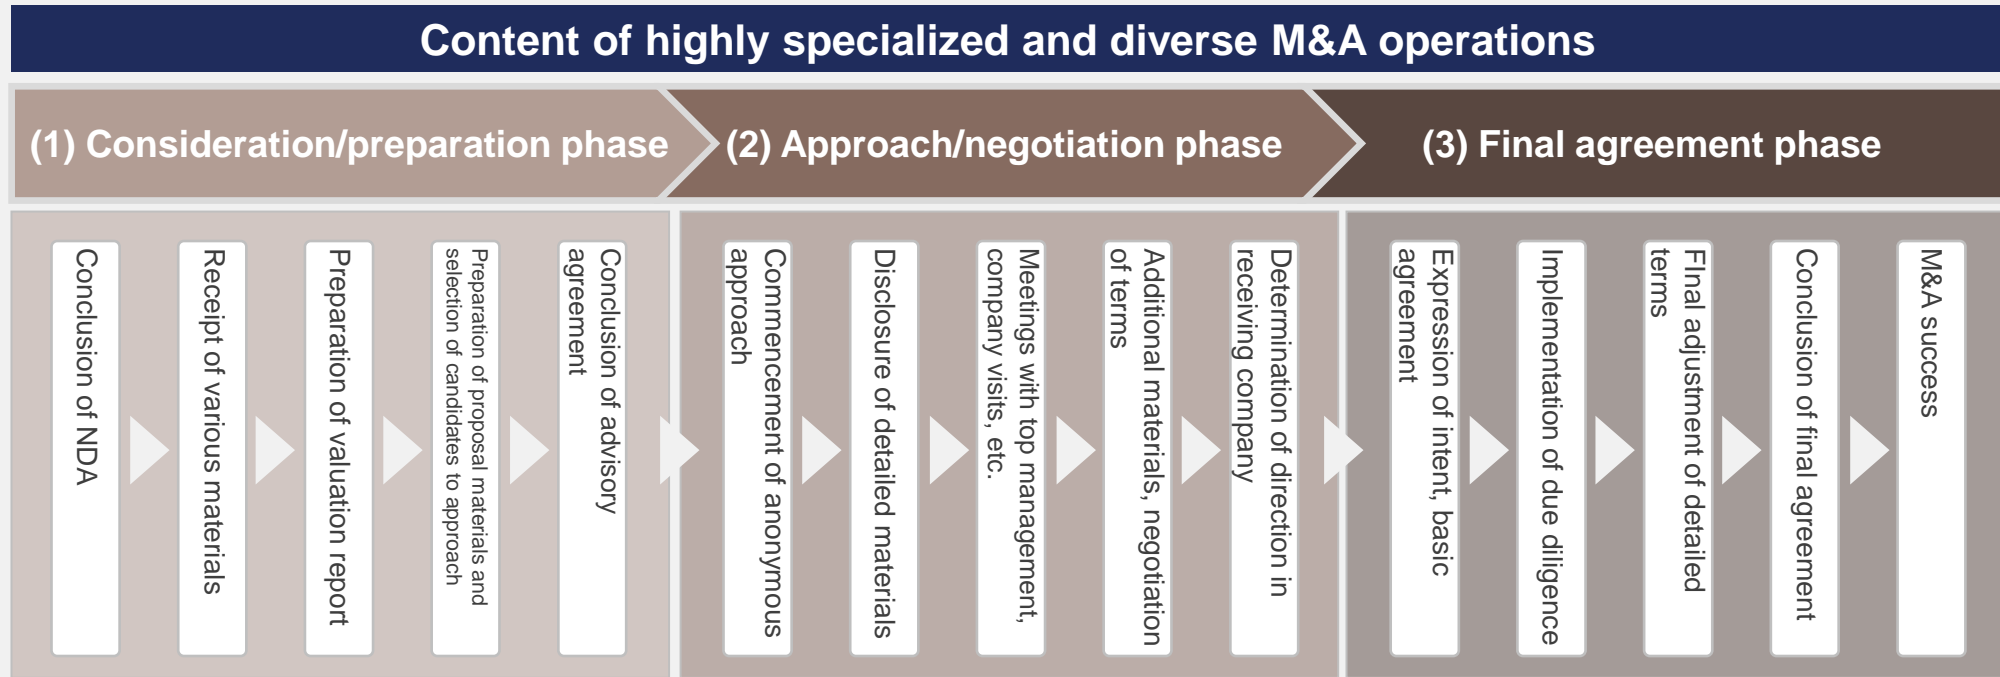 Content of highly specialized and diverse M&A operations
(1) Consideration/preparation phase
(2) Approach/negotiation phase
(3) Final agreement phase
Conclusion of NDA
Receipt of various materials
Preparation of valuation report
Preparation of proposal materials and
selection of candidates to approach
Conclusion of advisory
agreement
Commencement of anonymous
approach
Disclosure of detailed materials
Meetings with top management,
company visits, etc.
Additional materials, negotiation
of terms
Determination of direction in
receiving company
Expression of intent, basic
agreement
Implementation of due diligence
FInal adjustment of detailed
terms
Conclusion of final agreement
M&A success